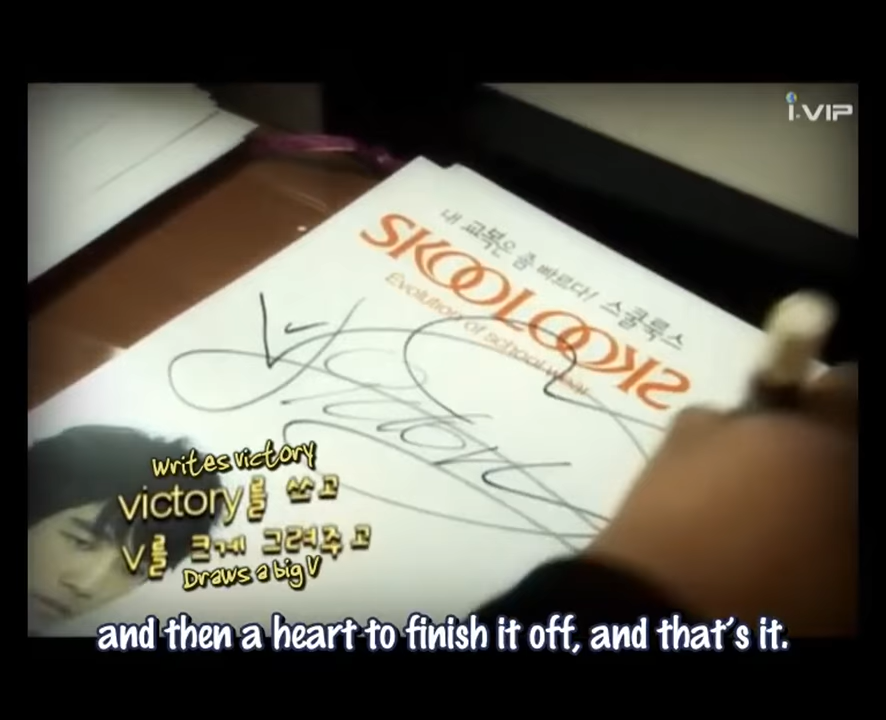 i.VIP
내 교복은 좀 빠르다! 스쿨룩스
SKOOLOOKS
Evolution of school wear
Writes victory
victory를 쓰고
V를 크게 그려주고
Draws a big V
and then a heart to finish it off, and that's it.